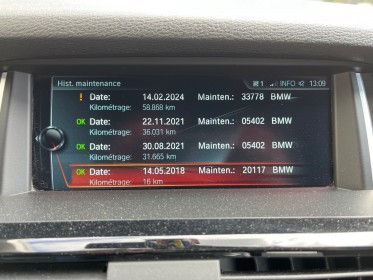 Hist. maintenance 1 INFO 13:09
! Date: 14.02.2024 Mainten.: 33778 BMW
Kilométrage: 58.868 km
OK Date: 22.11.2021 Mainten.: 05402 BMW
Kilométrage: 36.031 km
OK Date: 30.08.2021 Mainten.: 05402 BMW
Kilométrage: 31.665 km
OK Date: 14.05.2018 Mainten.: 20117 BMW
Kilométrage: 16 km